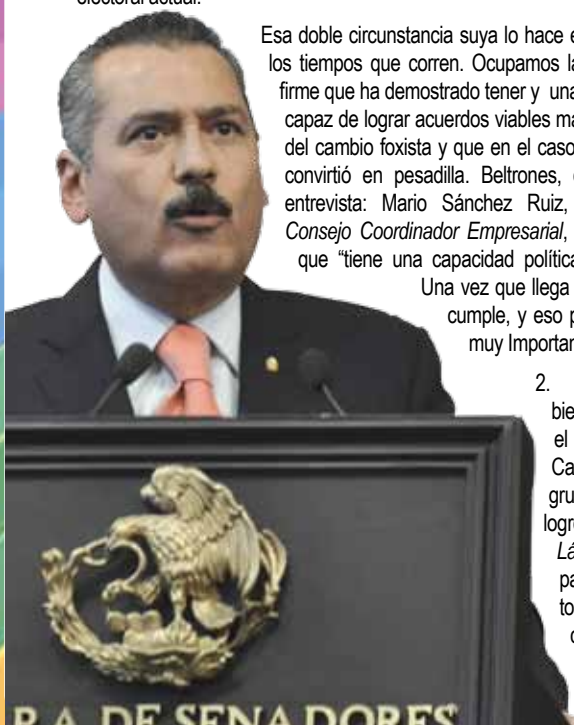 electoral actual.
Esa doble circunstancia suya lo hace e
los tiempos que corren. Ocupamos la
firme que ha demostrado tener y una
capaz de lograr acuerdos viables má
del cambio foxista y que en el caso
convirtió en pesadilla. Beltrones,
entrevista: Mario Sánchez Ruiz,
Consejo Coordinador Empresarial,
que “tiene una capacidad política
Una vez que llega
cumple, y eso p
muy Importan
2.
bie
el
Ca
gru
logr
Lá
pa
to
RA DE SENADORES